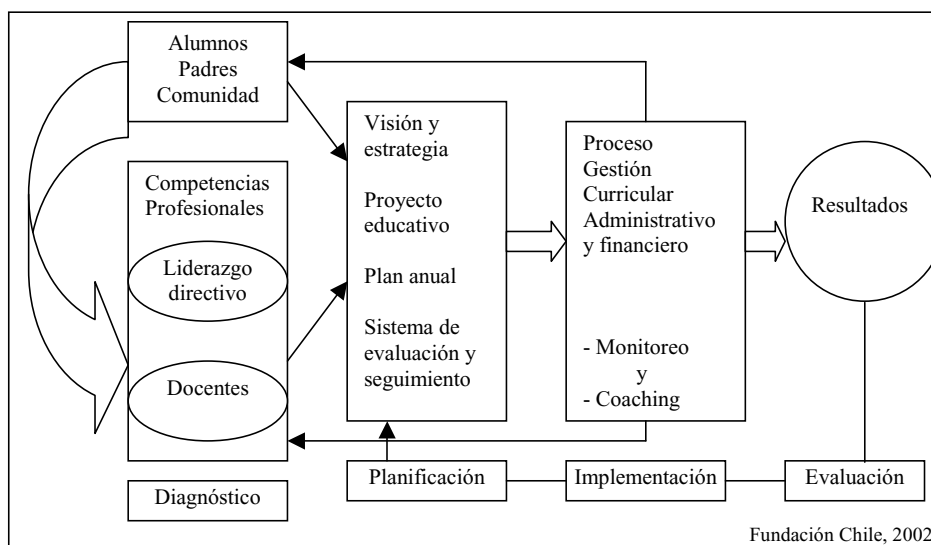 Alumnos
Padres
Comunidad
Competencias
Profesionales
Liderazgo
directivo
Docentes
Diagnóstico
Visión y
estrategia
Proyecto
educativo
Plan anual
Sistema de
evaluación y
seguimiento
Planificación
Proceso
Gestión
Curricular
Administrativo
y financiero
- Monitoreo
y
- Coaching
Implementación
Resultados
Evaluación
Fundación Chile, 2002